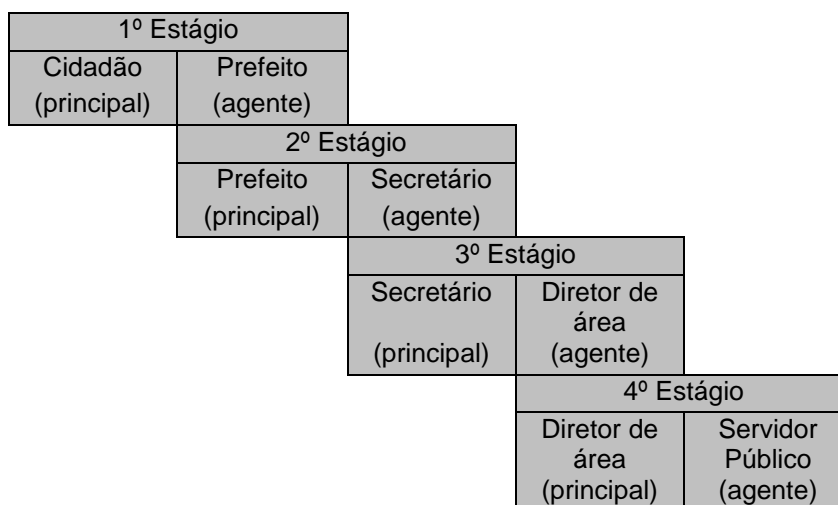 1º Estágio
Cidadão
(principal)
Prefeito
(agente)
2º Estágio
Prefeito
(principal)
Secretário
(agente)
3º Estágio
Secretário
(principal)
Diretor de
área
(agente)
4º Estágio
Diretor de
área
(principal)
Servidor
Público
(agente)